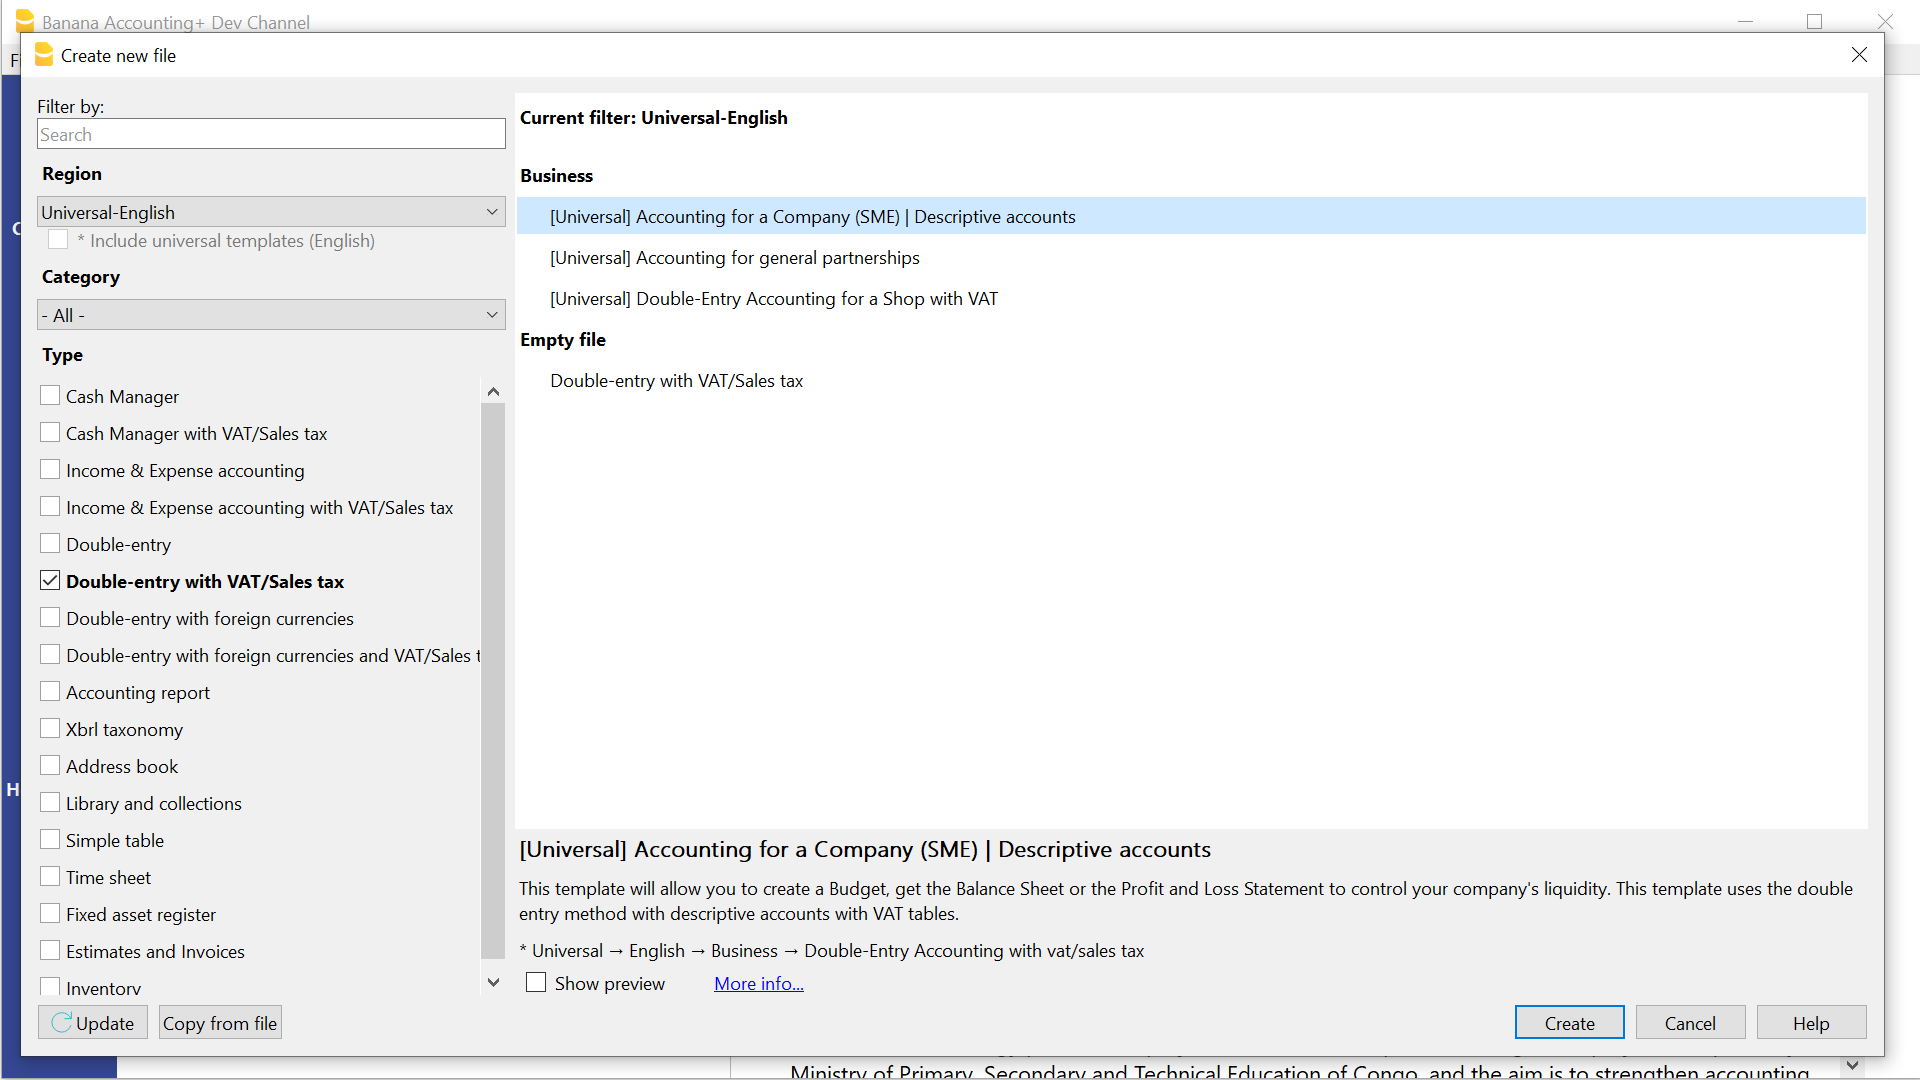 Banana Accounting+ Dev Channel
Create new file
Filter by:
Search
Region
Universal-English
* Include universal templates (English)
Category
- All -
Type
Cash Manager
Cash Manager with VAT/Sales tax
Income & Expense accounting
Income & Expense accounting with VAT/Sales tax
Double-entry
Double-entry with VAT/Sales tax
Double-entry with foreign currencies
Double-entry with foreign currencies and VAT/Sales t
Accounting report
Xbrl taxonomy
Address book
Library and collections
Simple table
Time sheet
Fixed asset register
Estimates and Invoices
Inventory
Update
Copy from file
Current filter: Universal-English
Business
[Universal] Accounting for a Company (SME) | Descriptive accounts
[Universal] Accounting for general partnerships
[Universal] Double-Entry Accounting for a Shop with VAT
Empty file
Double-entry with VAT/Sales tax
[Universal] Accounting for a Company (SME) | Descriptive accounts
This template will allow you to create a Budget, get the Balance Sheet or the Profit and Loss Statement to control your company's liquidity. This template uses the double
entry method with descriptive accounts with VAT tables.
* Universal → English → Business → Double-Entry Accounting with vat/sales tax
Show preview
More info...
Create
Cancel
Help
Ministry of Primary, Secondary and Technical Education of Congo, and the aim is to strengthen accounting